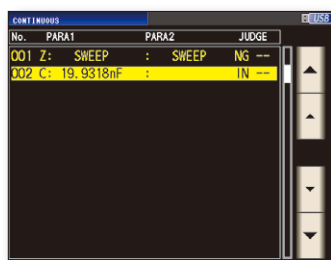 CONTINUOUS USB
No. PARA1 PARA2 JUDGE
001 Z: SWEEP : SWEEP NG --
002 C: 19.9318nF : IN --